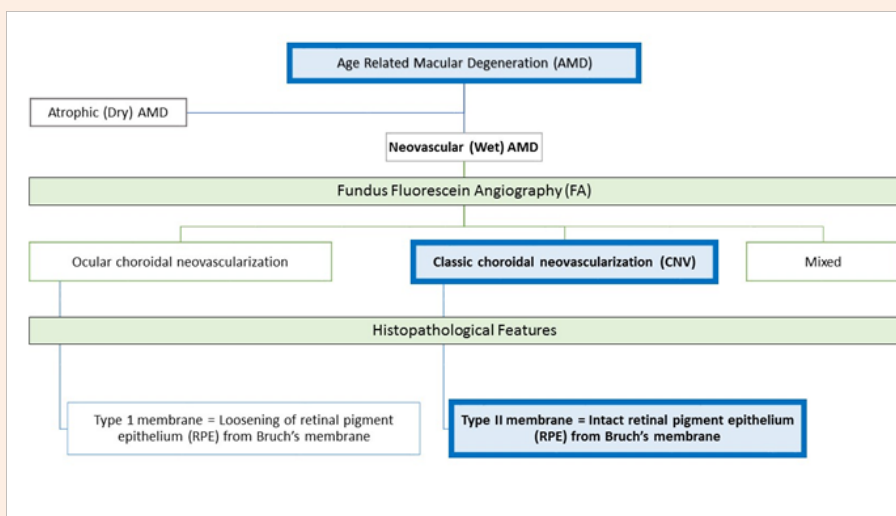 Age Related Macular Degeneration (AMD)
Atrophic (Dry) AMD
Neovascular (Wet) AMD
Fundus Fluorescein Angiography (FA)
Ocular choroidal neovascularization
Classic choroidal neovascularization (CNV)
Mixed
Histopathological Features
Type 1 membrane = Loosening of retinal pigment
epithelium (RPE) from Bruch's membrane
Type II membrane = Intact retinal pigment epithelium
(RPE) from Bruch's membrane